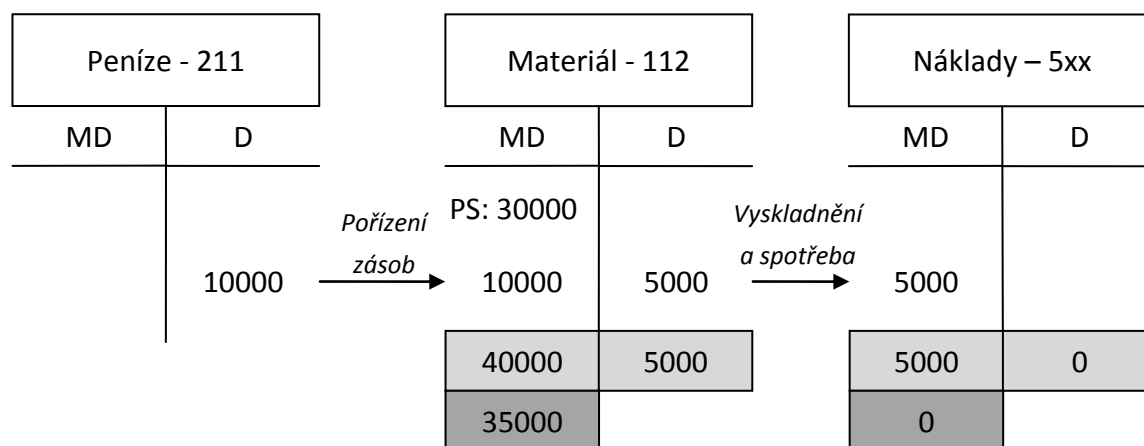 Peníze - 211 Materiál - 112 Náklady – 5xx
MD D MD D MD D
PS: 30000
Pořízení
zásob
Vyskladnění
a spotřeba
10000 10000 5000 5000
40000 5000 5000 0
35000 0